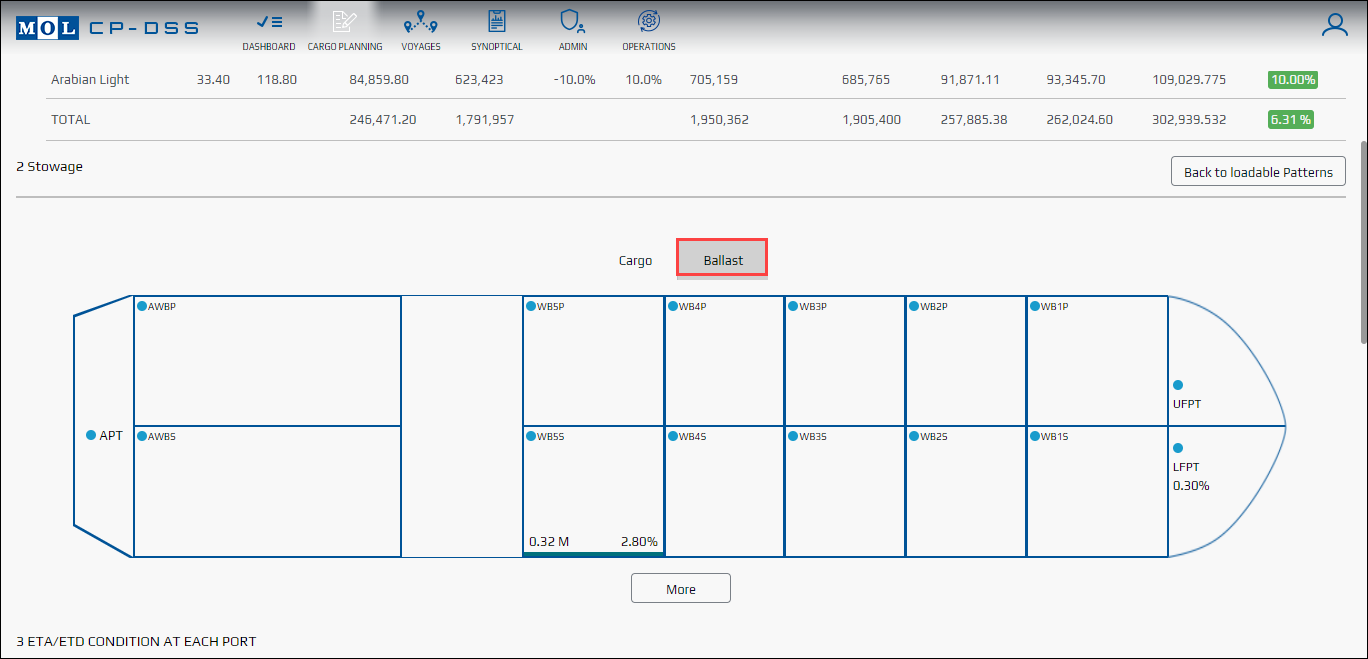 MOL CP-DSS
DASHBOARD CARGO PLANNING VOYAGES SYNOPTICAL ADMIN OPERATIONS
Arabian Light 33.40 118.80 84,859.80 623,423 -10.0% 10.0% 705,159 685,765 91,871.11 93,345.70 109,029.775 10.00%
TOTAL 246,471.20 1,791,957 1,950,362 1,905,400 257,885.38 262,024.60 302,939.532 6.31 %
2 Stowage
Back to loadable Patterns
Cargo Ballast
AWBP WB5P WB4P WB3P WB2P WB1P
UFPT
APT AWBS WB5S WB4S WB3S WB2S WB1S
LFPT
0.30%
0.32 M 2.80%
More
3 ETA/ETD CONDITION AT EACH PORT